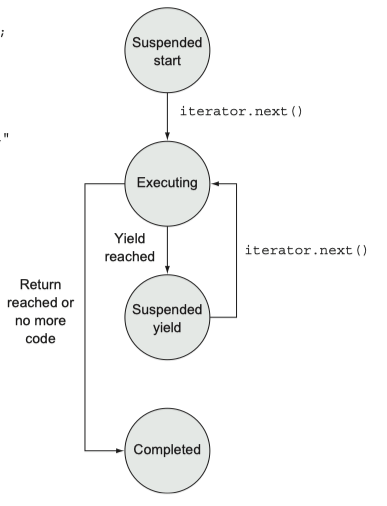 ;
Suspended
start
iterator.next()
"
Executing
Yield
reached
iterator.next()
Return
reached or
no more
code
Suspended
yield
Completed